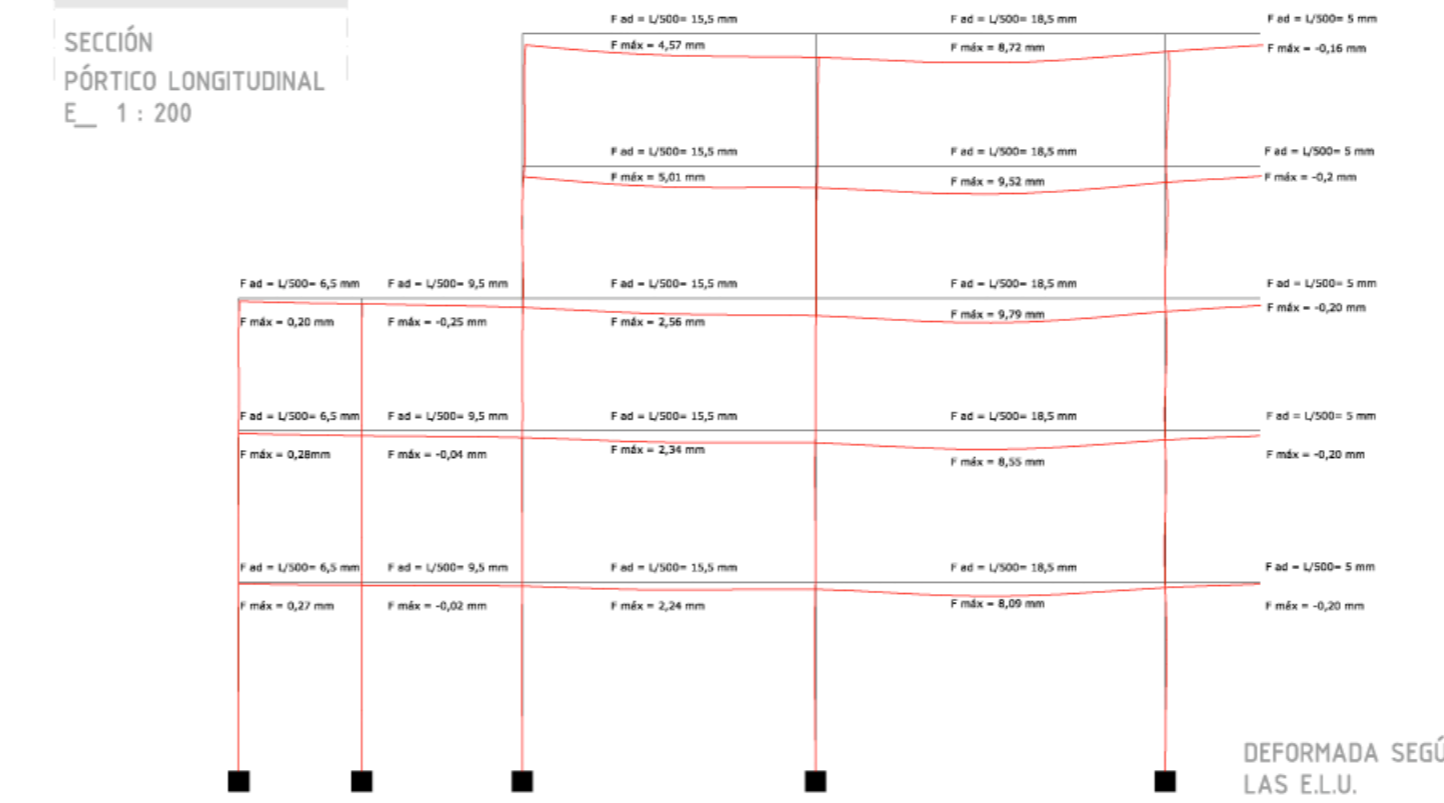 SECCIÓN
PÓRTICO LONGITUDINAL
E_ 1 : 200
F ad = L/500= 15,5 mm
F ad = L/500= 18,5 mm
F ad = L/500= 5 mm
F máx = 4,57 mm
F máx = 8,72 mm
F máx = -0,16 mm
F ad = L/500= 15,5 mm
F ad = L/500= 18,5 mm
F ad = L/500= 5 mm
F máx = 5,01 mm
F máx = 9,52 mm
F máx = -0,2 mm
F ad = L/500= 6,5 mm
F ad = L/500= 9,5 mm
F ad = L/500= 15,5 mm
F ad = L/500= 18,5 mm
F ad = L/500= 5 mm
F máx = 0,20 mm
F máx = -0,25 mm
F máx = 2,56 mm
F máx = 9,79 mm
F máx = -0,20 mm
F ad = L/500= 6,5 mm
F ad = L/500= 9,5 mm
F ad = L/500= 15,5 mm
F ad = L/500= 18,5 mm
F ad = L/500= 5 mm
F máx = 0,28mm
F máx = -0,04 mm
F máx = 2,34 mm
F máx = 8,55 mm
F máx = -0,20 mm
F ad = L/500= 6,5 mm
F ad = L/500= 9,5 mm
F ad = L/500= 15,5 mm
F ad = L/500= 18,5 mm
F ad = L/500= 5 mm
F máx = 0,27 mm
F máx = -0,02 mm
F máx = 2,24 mm
F máx = 8,09 mm
F máx = -0,20 mm
DEFORMADA SEGÚ
LAS E.L.U.